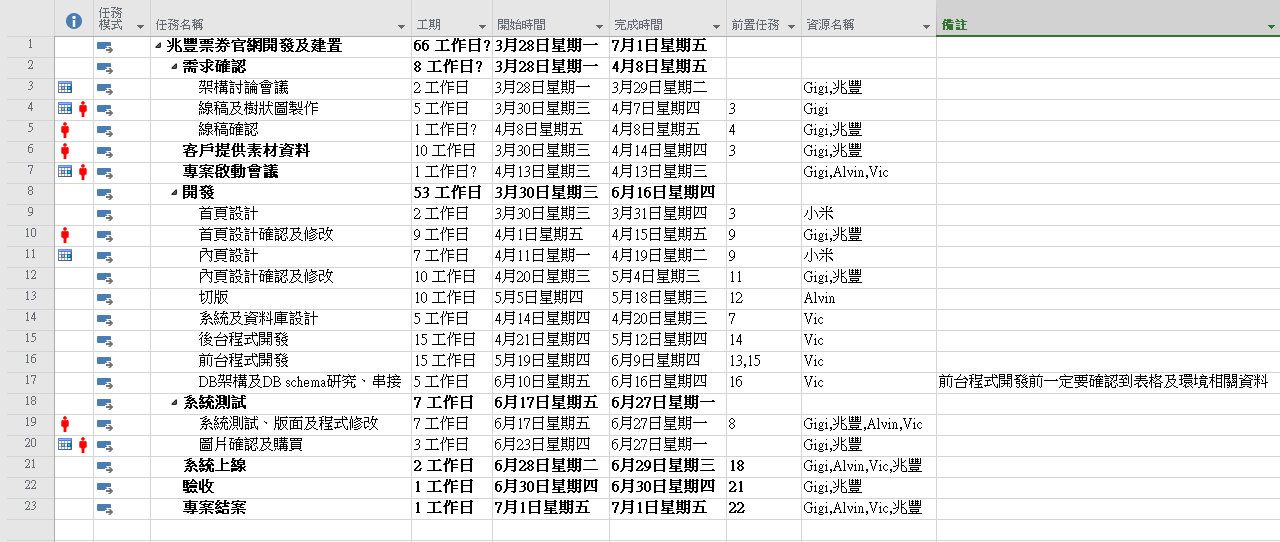 任務模式 任務名稱 工期 開始時間 完成時間 前置任務 資源名稱 備註
1 兆豐票券官網開發及建置 66 工作日? 3月28日星期一 7月1日星期五
2 需求確認 8 工作日? 3月28日星期一 4月8日星期五
3 架構討論會議 2 工作日 3月28日星期一 3月29日星期二 Gigi,兆豐
4 線稿及樹狀圖製作 5 工作日 3月30日星期三 4月7日星期四 3 Gigi
5 線稿確認 1 工作日? 4月8日星期五 4月8日星期五 4 Gigi,兆豐
6 客戶提供素材資料 10 工作日 3月30日星期三 4月14日星期四 3 Gigi,兆豐
7 專案啟動會議 1 工作日? 4月13日星期三 4月13日星期三 Gigi,Alvin,Vic
8 開發 53 工作日 3月30日星期三 6月16日星期四
9 首頁設計 2 工作日 3月30日星期三 3月31日星期四 3 小米
10 首頁設計確認及修改 9 工作日 4月1日星期五 4月15日星期五 9 Gigi,兆豐
11 內頁設計 7 工作日 4月11日星期一 4月19日星期二 9 小米
12 內頁設計確認及修改 10 工作日 4月20日星期三 5月4日星期三 11 Gigi,兆豐
13 切版 10 工作日 5月5日星期四 5月18日星期三 12 Alvin
14 系統及資料庫設計 5 工作日 4月14日星期四 4月20日星期三 7 Vic
15 後台程式開發 15 工作日 4月21日星期四 5月12日星期四 14 Vic
16 前台程式開發 15 工作日 5月19日星期四 6月9日星期四 13,15 Vic
17 DB架構及DB schema研究、串接 5 工作日 6月10日星期五 6月16日星期四 16 Vic 前台程式開發前一定要確認到表格及環境相關資料
18 系統測試 7 工作日 6月17日星期五 6月27日星期一
19 系統測試、版面及程式修改 7 工作日 6月17日星期五 6月27日星期一 8 Gigi,兆豐,Alvin,Vic
20 圖片確認及購買 3 工作日 6月23日星期四 6月27日星期一 Gigi,兆豐
21 系統上線 2 工作日 6月28日星期二 6月29日星期三 18 Gigi,Alvin,Vic,兆豐
22 驗收 1 工作日 6月30日星期四 6月30日星期四 21 Gigi,兆豐
23 專案結案 1 工作日 7月1日星期五 7月1日星期五 22 Gigi,Alvin,Vic,兆豐